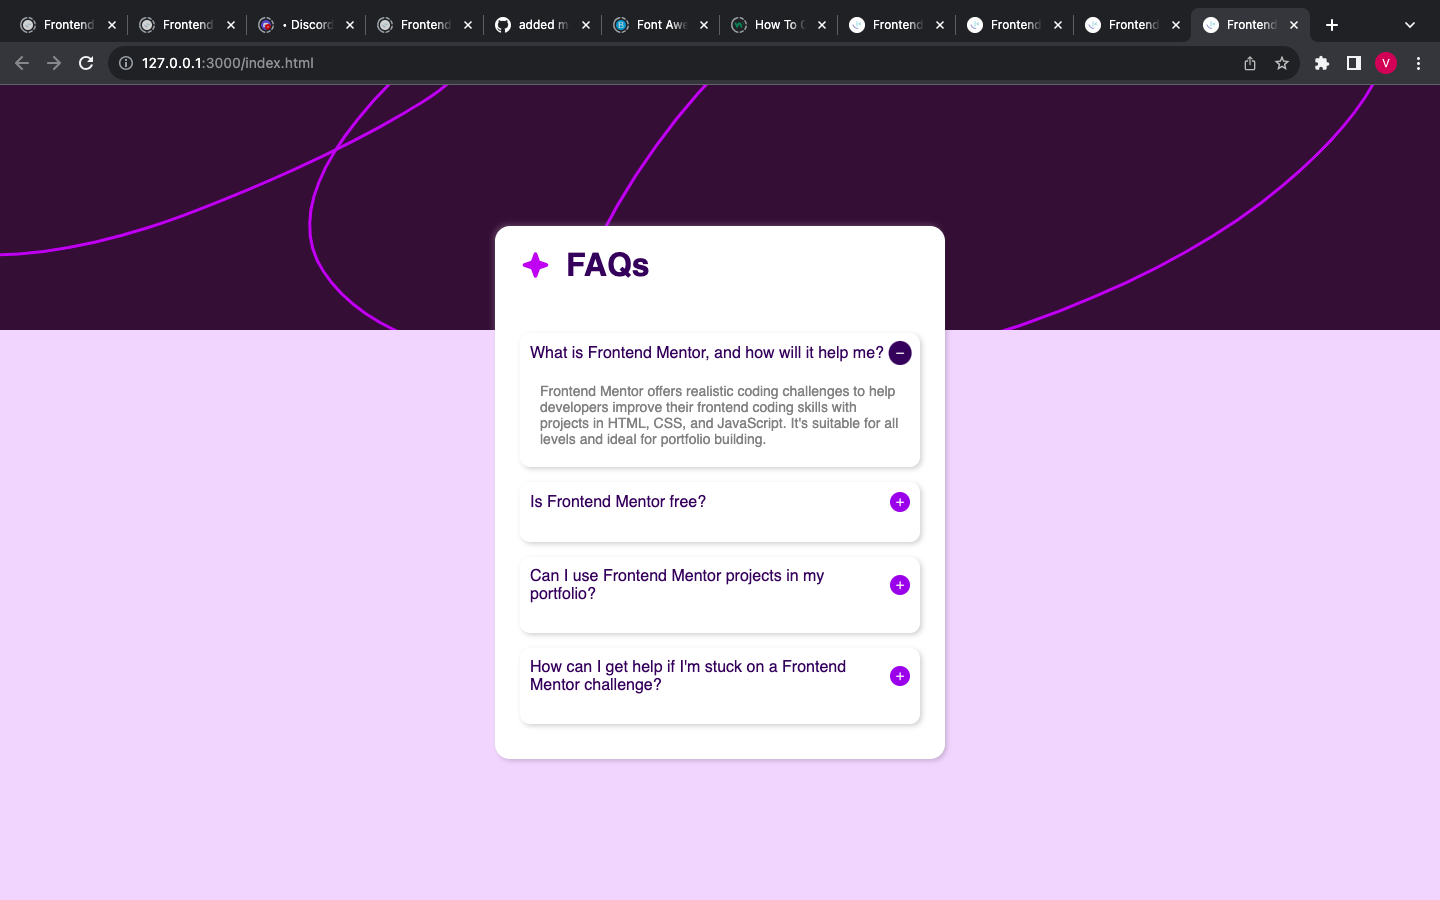 Frontend Frontend • Discord Frontend added m Font Awe How To Frontend Frontend Frontend Frontend
127.0.0.1:3000/index.html V
FAQs
What is Frontend Mentor, and how will it help me?
Frontend Mentor offers realistic coding challenges to help
developers improve their frontend coding skills with
projects in HTML, CSS, and JavaScript. It's suitable for all
levels and ideal for portfolio building.
Is Frontend Mentor free?
Can I use Frontend Mentor projects in my
portfolio?
How can I get help if I'm stuck on a Frontend
Mentor challenge?